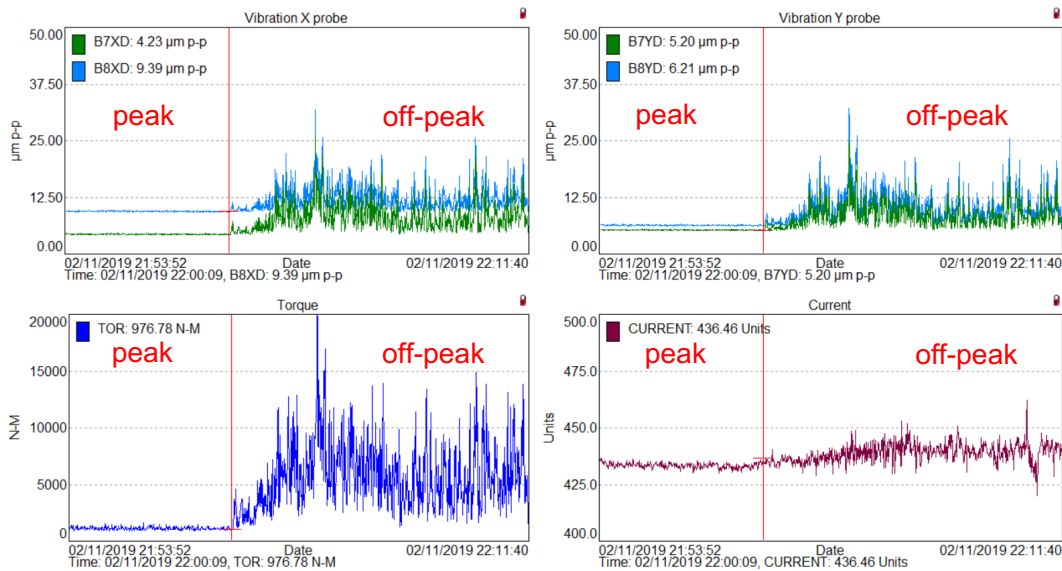 Vibration X probe
50.00
37.50
25.00
12.50
0.00
µm p-p
B7XD: 4.23 µm p-p
B8XD: 9.39 µm p-p
peak
off-peak
02/11/2019 21:53:52
Date
02/11/2019 22:11:40
Time: 02/11/2019 22:00:09, B8XD: 9.39 µm p-p
Vibration Y probe
50.00
37.50
25.00
12.50
0.00
µm p-p
B7YD: 5.20 µm p-p
B8YD: 6.21 µm p-p
peak
off-peak
02/11/2019 21:53:52
Date
02/11/2019 22:11:40
Time: 02/11/2019 22:00:09, B7YD: 5.20 µm p-p
Torque
20000
15000
10000
5000
0
N-M
TOR: 976.78 N-M
peak
off-peak
02/11/2019 21:53:52
Date
02/11/2019 22:11:40
Time: 02/11/2019 22:00:09, TOR: 976.78 N-M
Current
500.0
475.0
450.0
425.0
400.0
Units
CURRENT: 436.46 Units
peak
off-peak
02/11/2019 21:53:52
Date
02/11/2019 22:11:40
Time: 02/11/2019 22:00:09, CURRENT: 436.46 Units